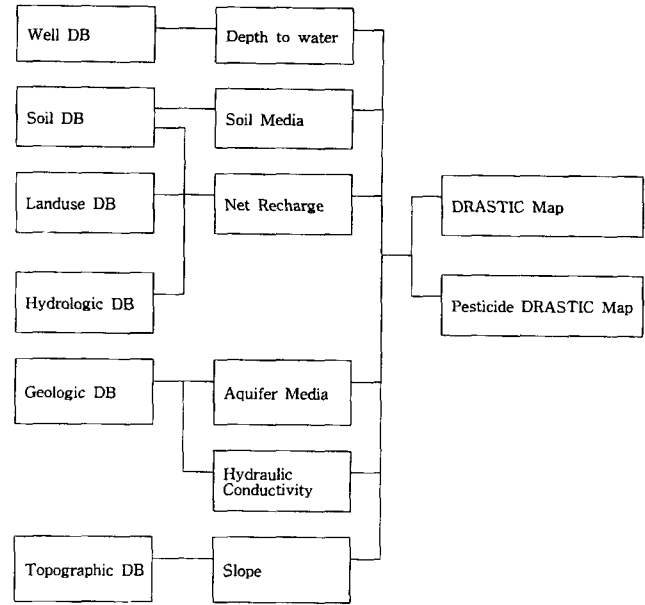 Well DB
Depth to water
Soil DB
Soil Media
Landuse DB
Net Recharge
DRASTIC Map
Hydrologic DB
Pesticide DRASTIC Map
Geologic DB
Aquifer Media
Hydraulic
Conductivity
Topographic DB
Slope